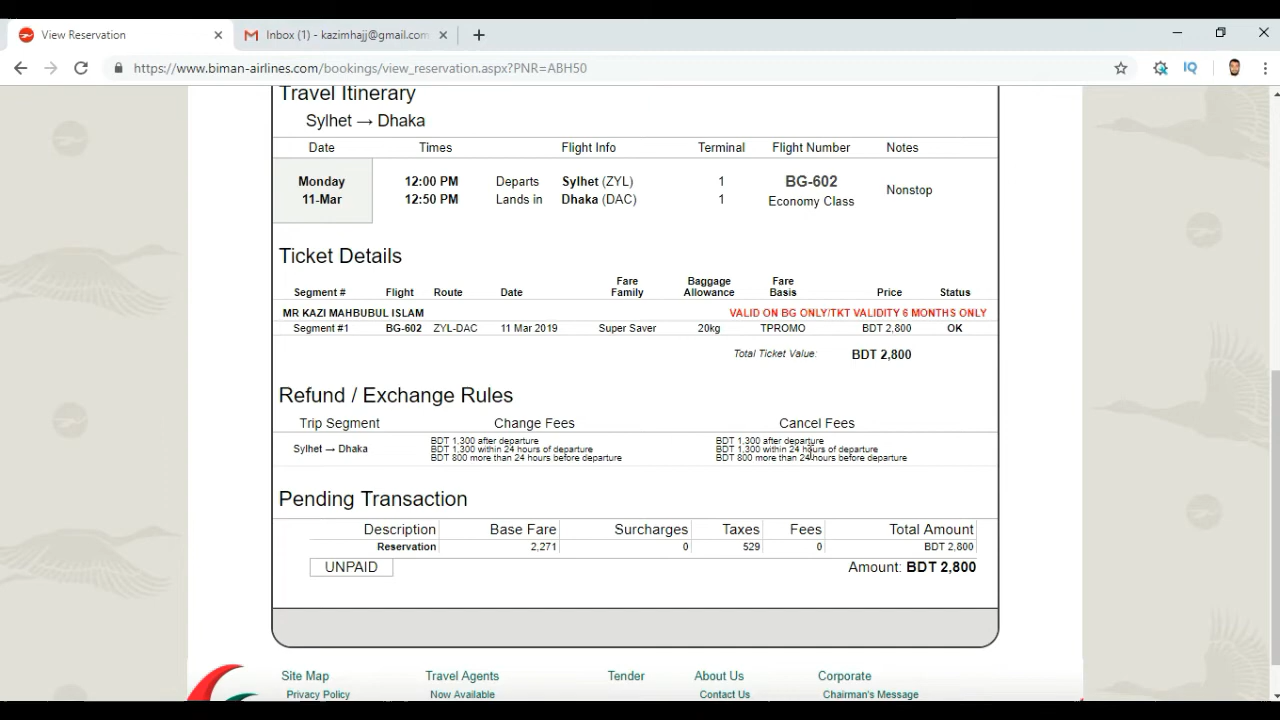 View Reservation
Inbox (1) - kazimhajj@gmail.com
https://www.biman-airlines.com/bookings/view_reservation.aspx?PNR=ABH50
IQ
Travel Itinerary
Sylhet → Dhaka
Date Times Flight Info Terminal Flight Number Notes
Monday 12:00 PM Departs Sylhet (ZYL) 1 BG-602 Nonstop
11-Mar 12:50 PM Lands in Dhaka (DAC) 1 Economy Class
Ticket Details
Segment # Flight Route Date Fare Family Baggage Allowance Fare Basis Price Status
MR KAZI MAHBUBUL ISLAM VALID ON BG ONLY/TKT VALIDITY 6 MONTHS ONLY
Segment #1 BG-602 ZYL-DAC 11 Mar 2019 Super Saver 20kg TPROMO BDT 2,800 OK
Total Ticket Value: BDT 2,800
Refund / Exchange Rules
Trip Segment Change Fees Cancel Fees
BDT 1,300 after departure BDT 1,300 after departure
Sylhet → Dhaka BDT 1,300 within 24 hours of departure BDT 1,300 within 24 hours of departure
BDT 800 more than 24 hours before departure BDT 800 more than 24 hours before departure
Pending Transaction
Description Base Fare Surcharges Taxes Fees Total Amount
Reservation 2,271 0 529 0 BDT 2,800
UNPAID Amount: BDT 2,800
Site Map Travel Agents Tender About Us Corporate
Privacy Policy Now Available Contact Us Chairman's Message